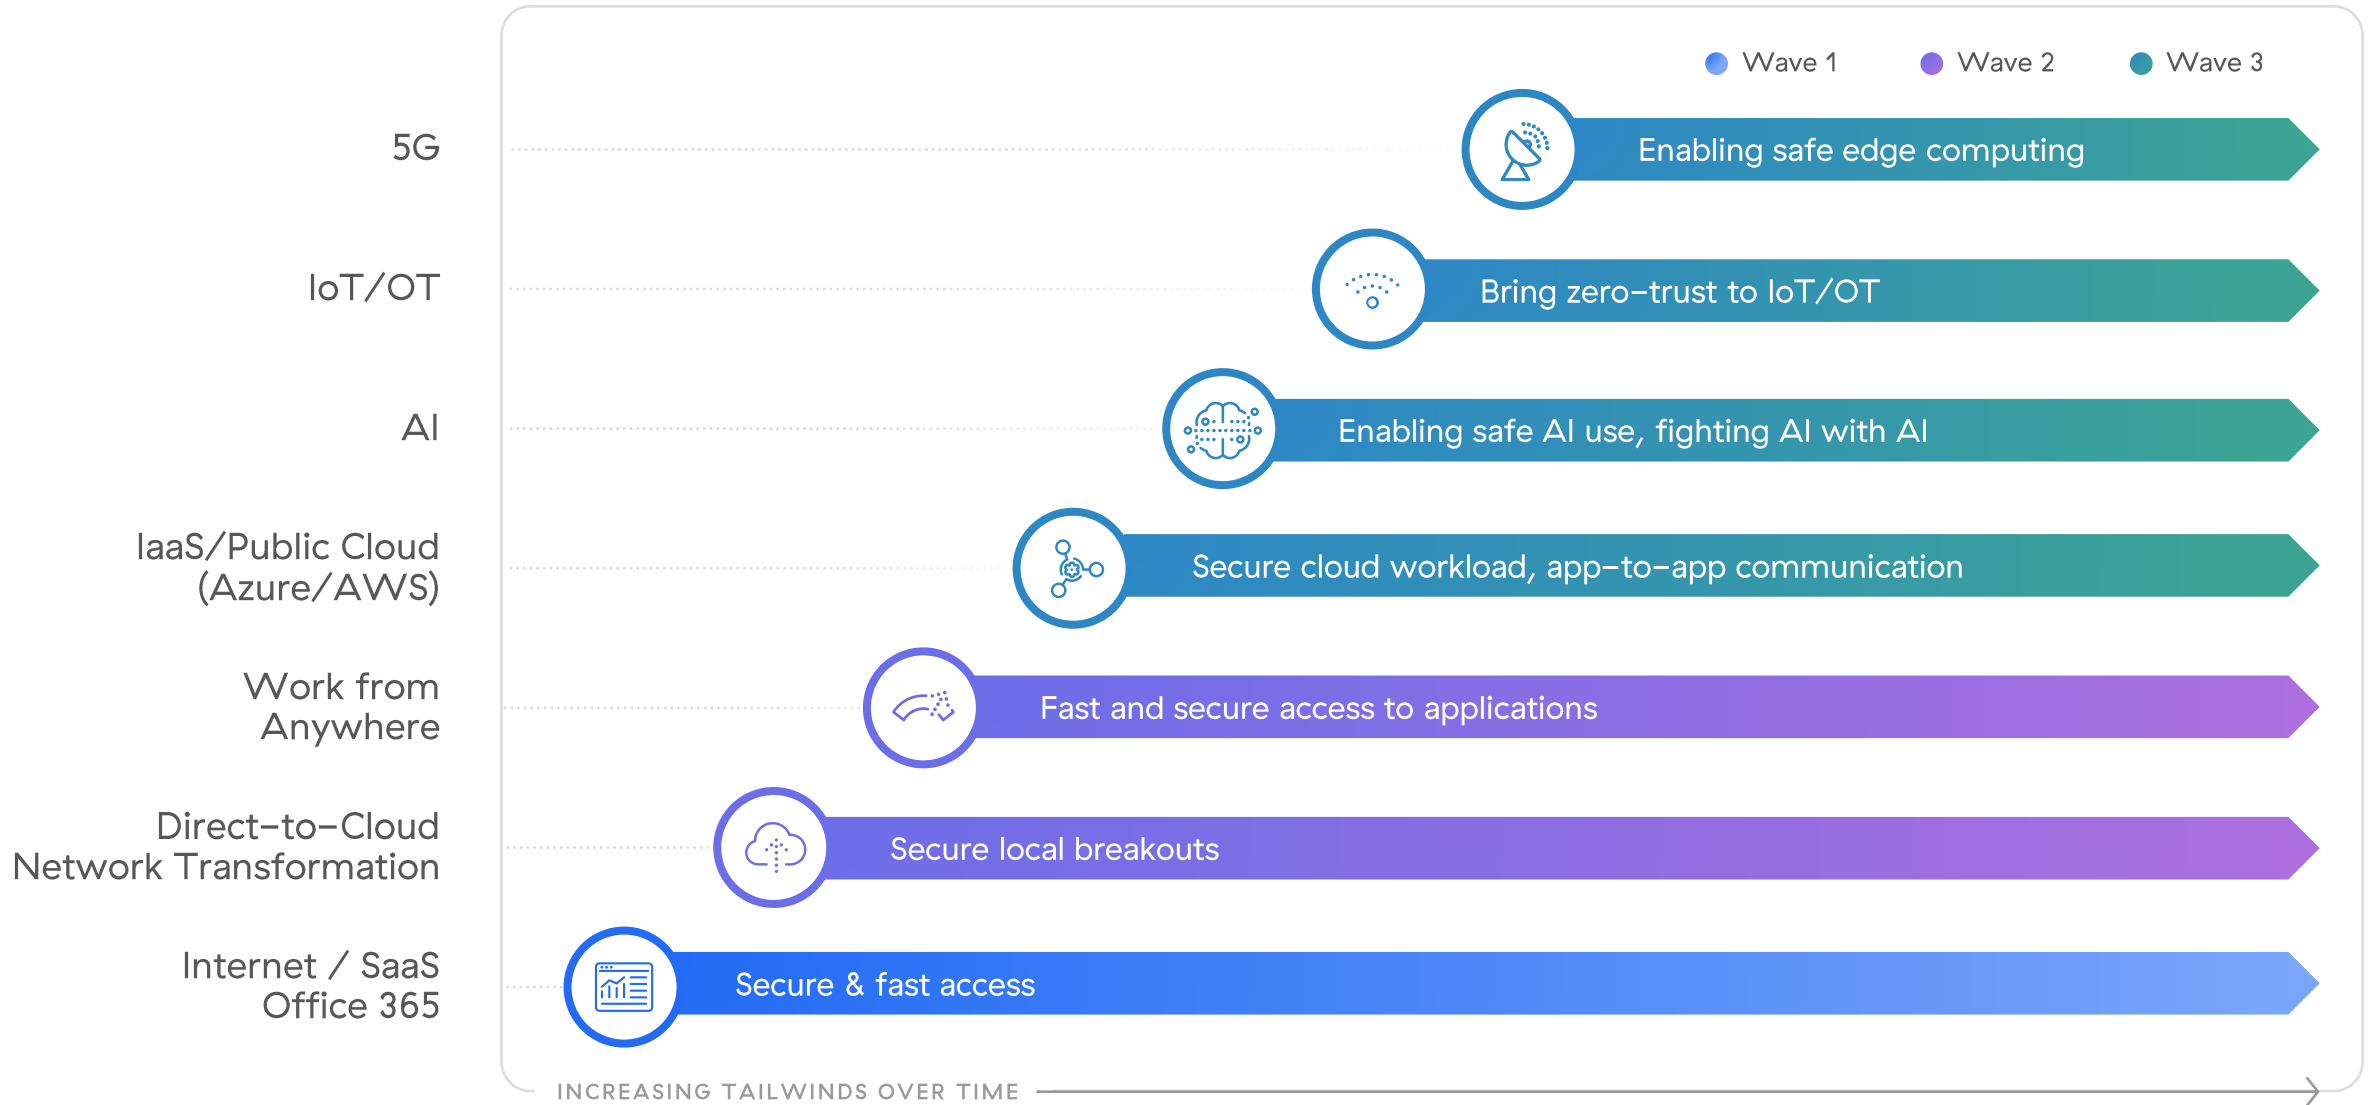 Wave 1
Wave 2
Wave 3
5G
Enabling safe edge computing
IoT/OT
Bring zero-trust to IoT/OT
AI
Enabling safe AI use, fighting AI with AI
IaaS/Public Cloud
(Azure/AWS)
Secure cloud workload, app-to-app communication
Work from
Anywhere
Fast and secure access to applications
Direct-to-Cloud
Network Transformation
Secure local breakouts
Internet / SaaS
Office 365
Secure & fast access
INCREASING TAILWINDS OVER TIME